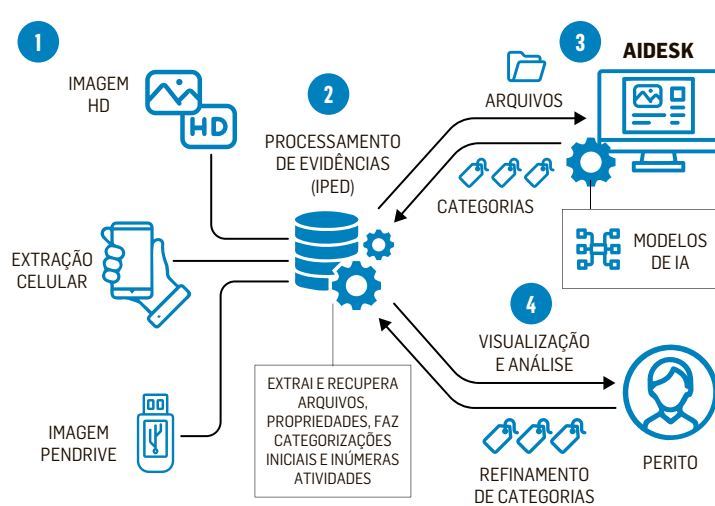 1
IMAGEM
HD
HD
EXTRAÇÃO
CELULAR
IMAGEM
PENDRIVE
2
PROCESSAMENTO
DE EVIDÊNCIAS
(IPED)
EXTRAI E RECUPERA
ARQUIVOS,
PROPRIEDADES, FAZ
CATEGORIZAÇÕES
INICIAIS E INÚMERAS
ATIVIDADES
3
AIDESK
ARQUIVOS
CATEGORIAS
MODELOS
DE IA
4
VISUALIZAÇÃO
E ANÁLISE
REFINAMENTO
DE CATEGORIAS
PERITO